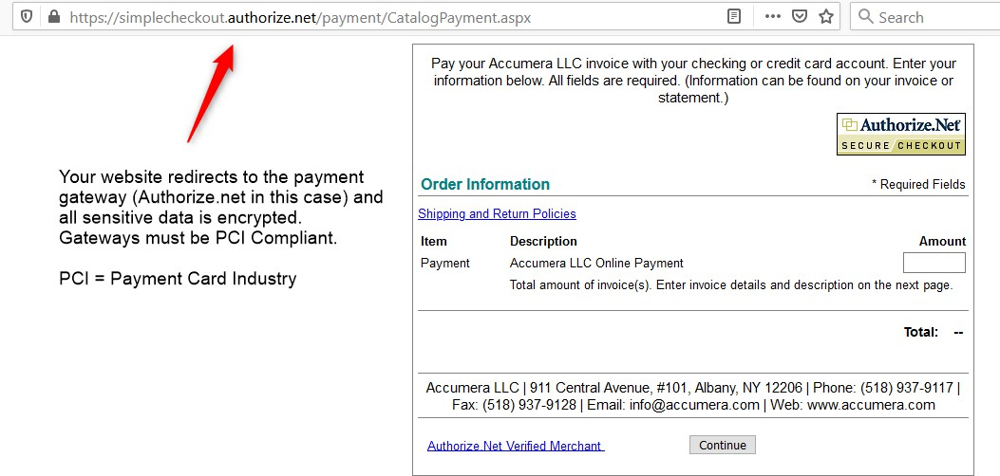 https://simplecheckout.authorize.net/payment/CatalogPayment.aspx
Search
Your website redirects to the payment
gateway (Authorize.net in this case) and
all sensitive data is encrypted.
Gateways must be PCI Compliant.
PCI = Payment Card Industry
Pay your Accumera LLC invoice with your checking or credit card account. Enter your
information below. All fields are required. (Information can be found on your invoice or
statement.)
Authorize.Net
SECURE CHECKOUT
Order Information * Required Fields
Shipping and Return Policies
Item Description Amount
Payment Accumera LLC Online Payment
Total amount of invoice(s). Enter invoice details and description on the next page.
Total: --
Accumera LLC | 911 Central Avenue, #101, Albany, NY 12206 | Phone: (518) 937-9117 |
Fax: (518) 937-9128 | Email: info@accumera.com | Web: www.accumera.com
Authorize.Net Verified Merchant Continue